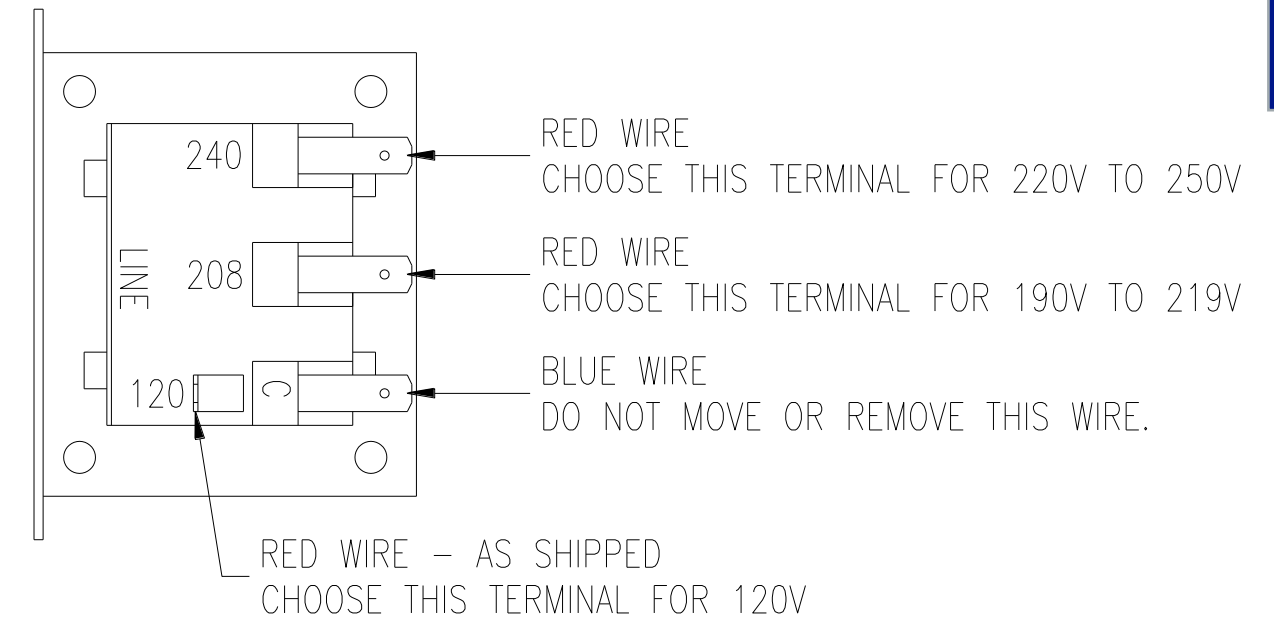 240
RED WIRE
CHOOSE THIS TERMINAL FOR 220V TO 250V
LINE
208
RED WIRE
CHOOSE THIS TERMINAL FOR 190V TO 219V
120
C
BLUE WIRE
DO NOT MOVE OR REMOVE THIS WIRE.
RED WIRE – AS SHIPPED
CHOOSE THIS TERMINAL FOR 120V